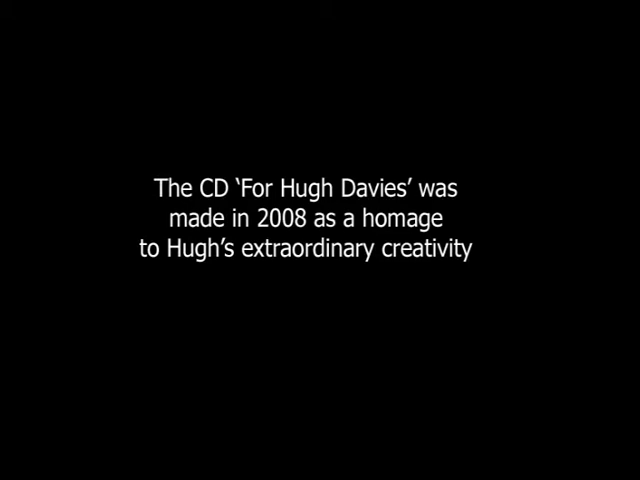 The CD ‘For Hugh Davies’ was
made in 2008 as a homage
to Hugh’s extraordinary creativity